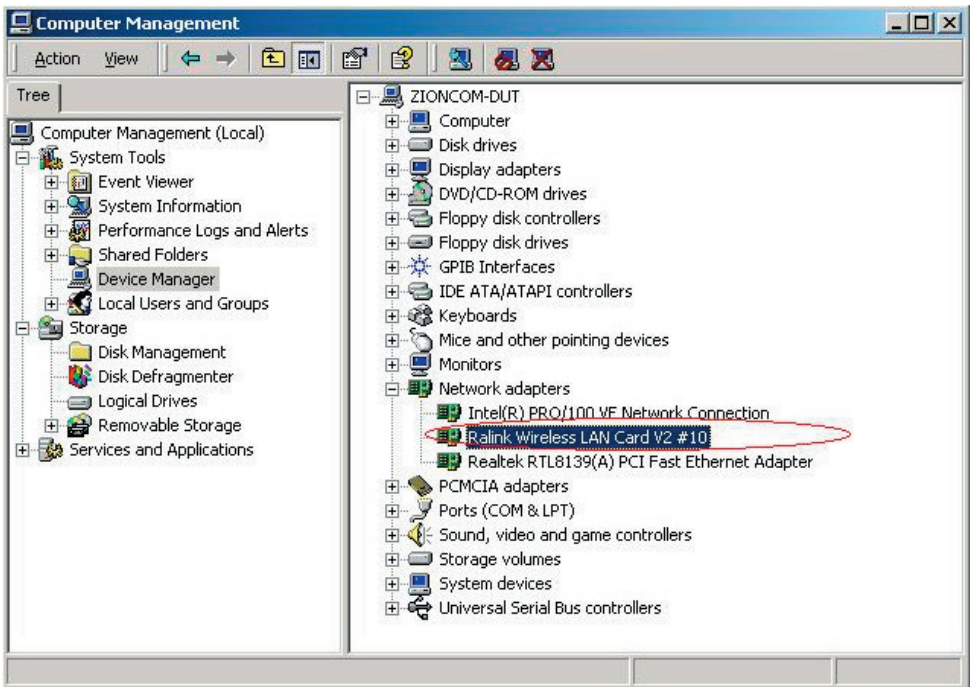 Computer Management
Action View
Tree
Computer Management (Local)
System Tools
Event Viewer
System Information
Performance Logs and Alerts
Shared Folders
Device Manager
Local Users and Groups
Storage
Disk Management
Disk Defragmenter
Logical Drives
Removable Storage
Services and Applications
ZIONCOM-DUT
Computer
Disk drives
Display adapters
DVD/CD-ROM drives
Floppy disk controllers
Floppy disk drives
GPIB Interfaces
IDE ATA/ATAPI controllers
Keyboards
Mice and other pointing devices
Monitors
Network adapters
Intel(R) PRO/100 VE Network Connection
Ralink Wireless LAN Card V2 #10
Realtek RTL8139(A) PCI Fast Ethernet Adapter
PCMCIA adapters
Ports (COM & LPT)
Sound, video and game controllers
Storage volumes
System devices
Universal Serial Bus controllers